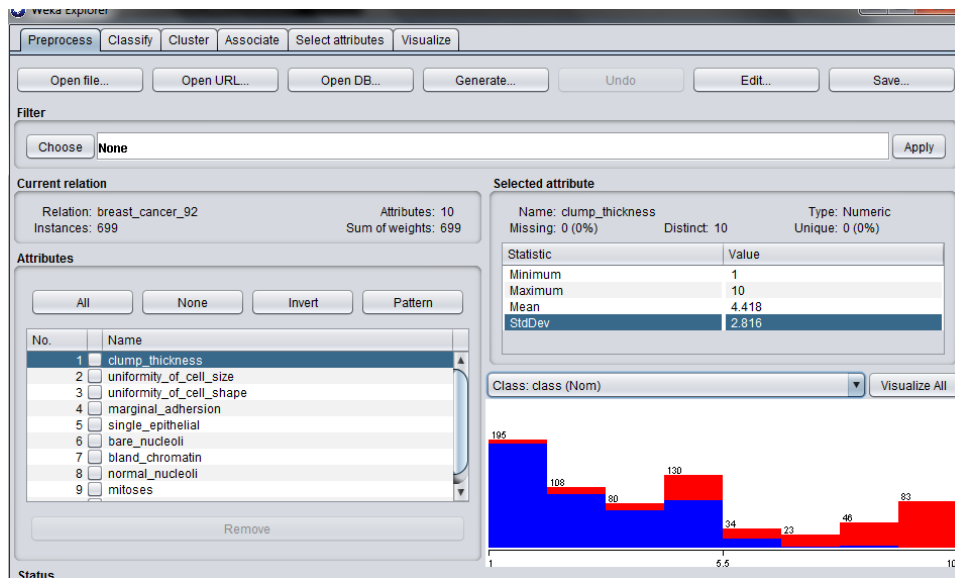 Weka Explorer
Preprocess Classify Cluster Associate Select attributes Visualize
Open file... Open URL... Open DB... Generate... Undo Edit... Save...
Filter
Choose None Apply
Current relation
Relation: breast_cancer_92 Attributes: 10
Instances: 699 Sum of weights: 699
Attributes
All None Invert Pattern
No. Name
1 clump_thickness
2 uniformity_of_cell_size
3 uniformity_of_cell_shape
4 marginal_adhersion
5 single_epithelial
6 bare_nucleoli
7 bland_chromatin
8 normal_nucleoli
9 mitoses
Remove
Status
Selected attribute
Name: clump_thickness Type: Numeric
Missing: 0 (0%) Distinct: 10 Unique: 0 (0%)
Statistic Value
Minimum 1
Maximum 10
Mean 4.418
StdDev 2.816
Class: class (Nom) Visualize All
195
108
80
130
34
23
46
83
1 5.5 10